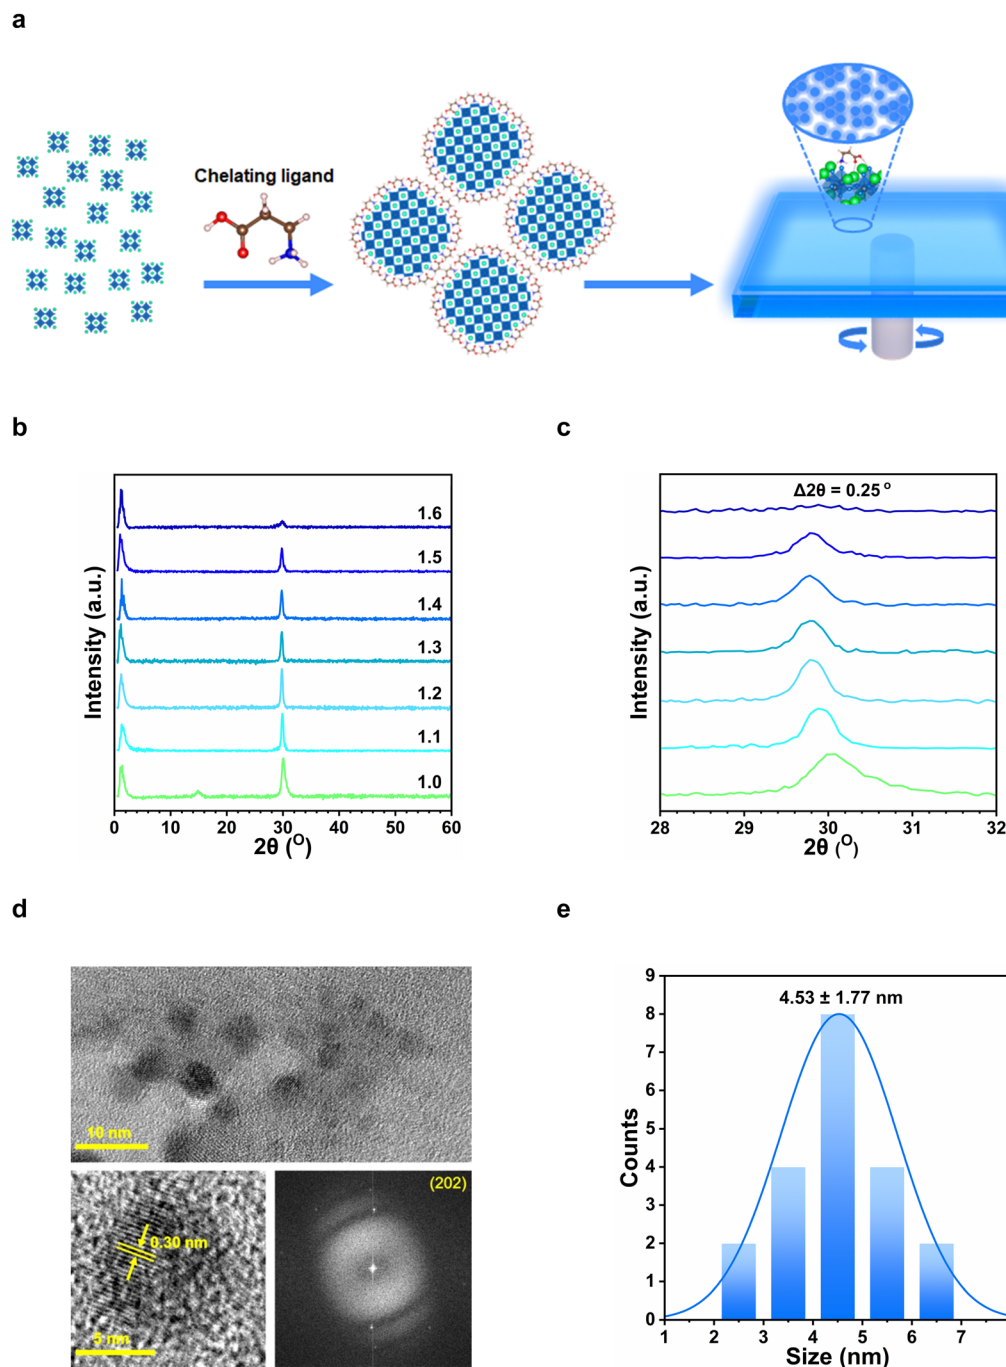 a
Chelating ligand
b
1.6
1.5
1.4
1.3
1.2
1.1
1.0
Intensity (a.u.)
0 10 20 30 40 50 60
2θ (O)
c
Δ2θ = 0.25 o
Intensity (a.u.)
28 29 30 31 32
2θ (O)
d
10 nm
0.30 nm
5 nm
(202)
e
4.53 ± 1.77 nm
9
8
7
6
5
4
3
2
1
0
Counts
1 2 3 4 5 6 7
Size (nm)